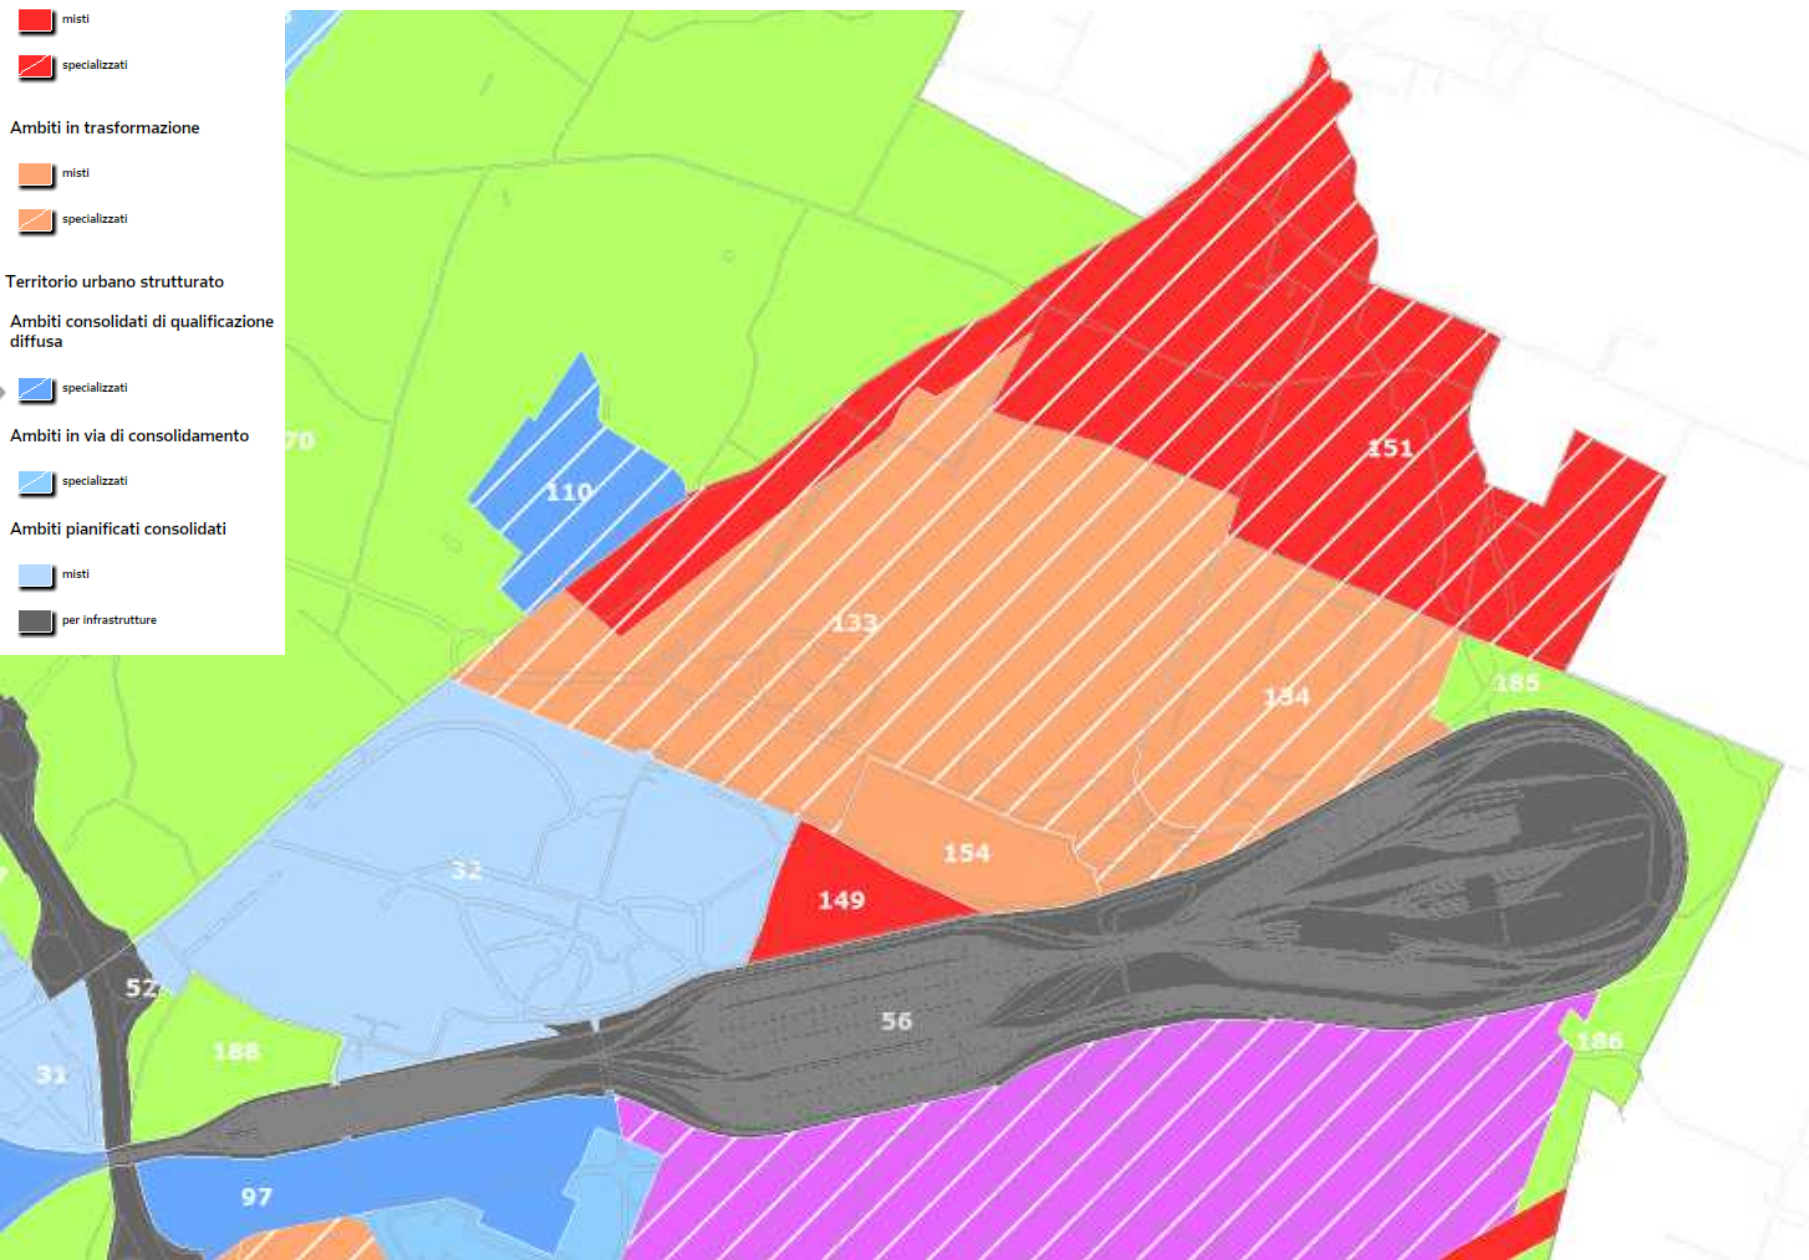 misti
specializzati
Ambiti in trasformazione
misti
specializzati
Territorio urbano strutturato
Ambiti consolidati di qualificazione
diffusa
specializzati
Ambiti in via di consolidamento
specializzati
Ambiti pianificati consolidati
misti
per infrastrutture
70
110
151
133
134
185
154
32
149
52
56
188
186
31
97